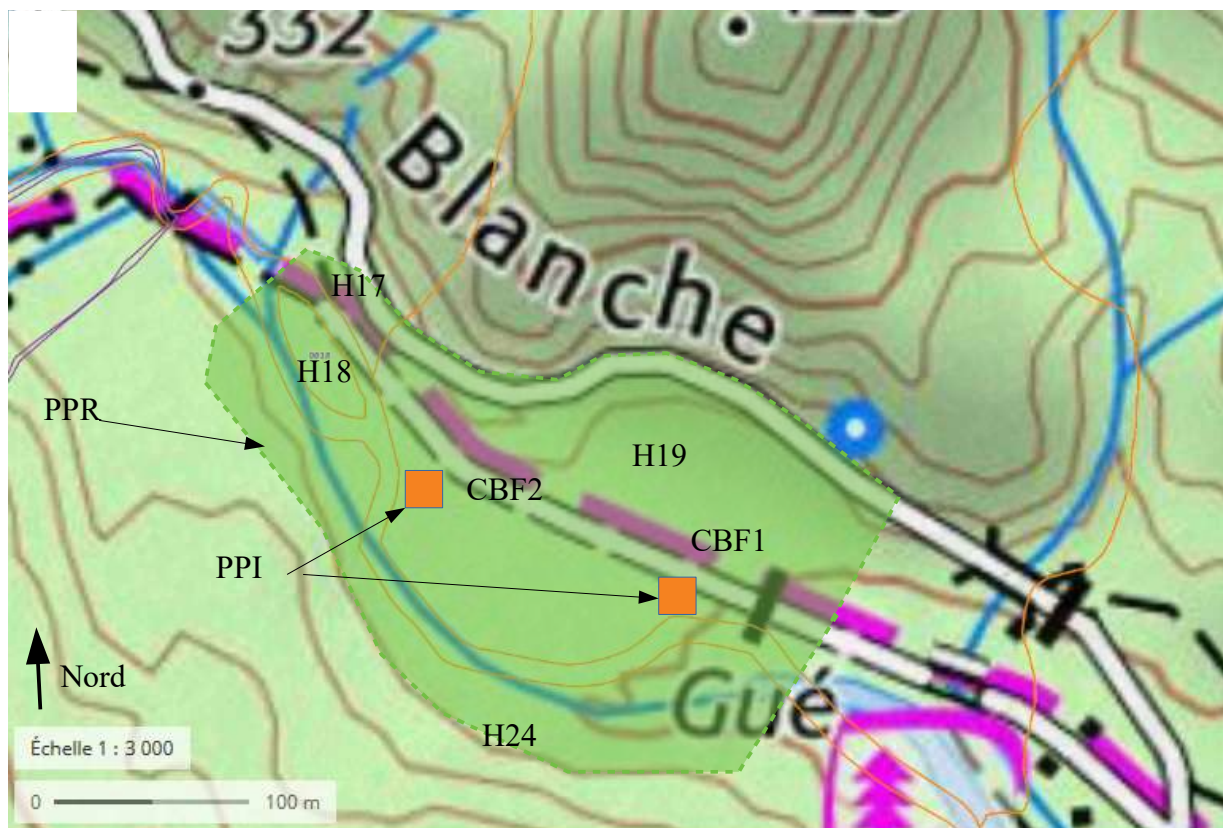 332
Blanche
H17
H18
PPR
H19
CBF2
CBF1
PPI
Nord
Gué
H24
Échelle 1 : 3 000
0 100 m